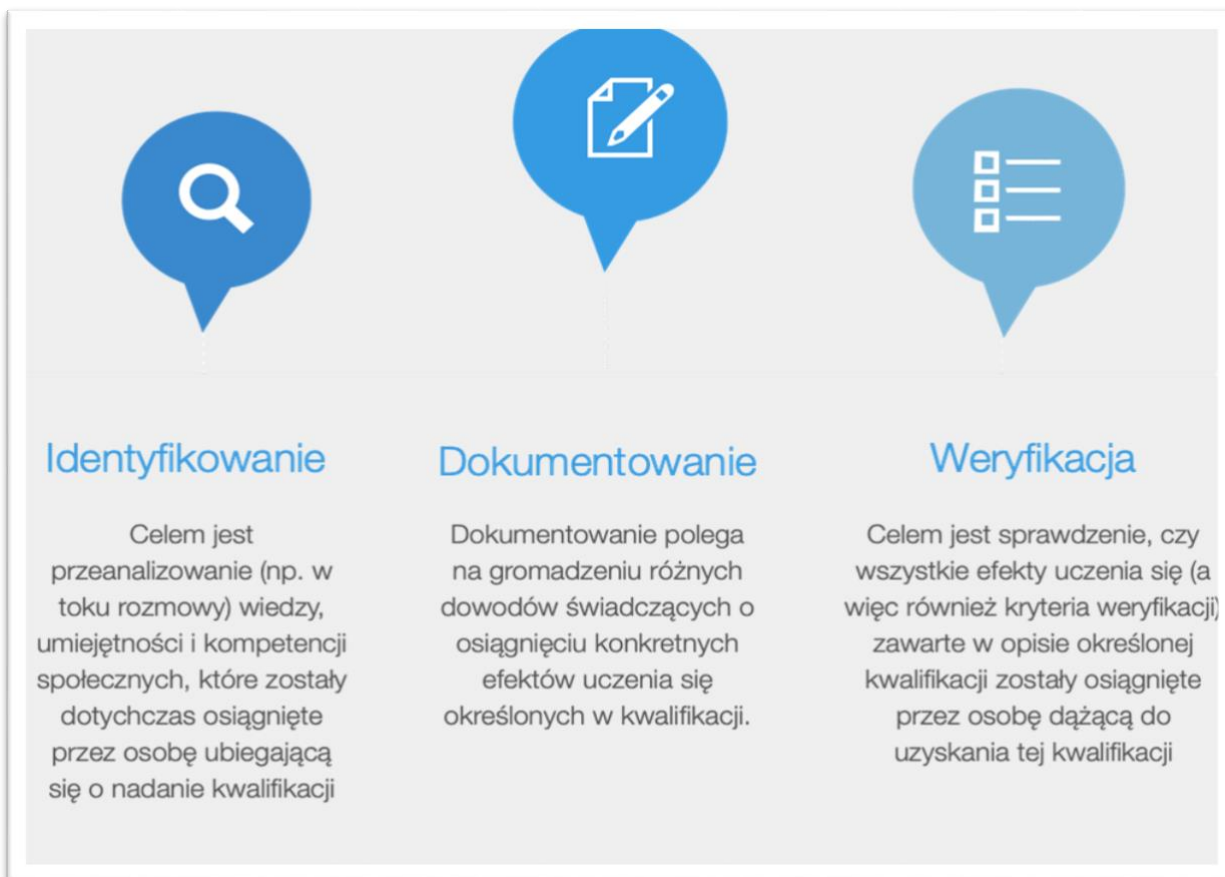 Identyfikowanie
Celem jest
przeanalizowanie (np. w
toku rozmowy) wiedzy,
umiejętności i kompetencji
społecznych, które zostały
dotychczas osiągnięte
przez osobę ubiegającą
się o nadanie kwalifikacji
Dokumentowanie
Dokumentowanie polega
na gromadzeniu różnych
dowodów świadczących o
osiągnięciu konkretnych
efektów uczenia się
określonych w kwalifikacji.
Weryfikacja
Celem jest sprawdzenie, czy
wszystkie efekty uczenia się (a
więc również kryteria weryfikacji)
zawarte w opisie określonej
kwalifikacji zostały osiągnięte
przez osobę dążącą do
uzyskania tej kwalifikacji